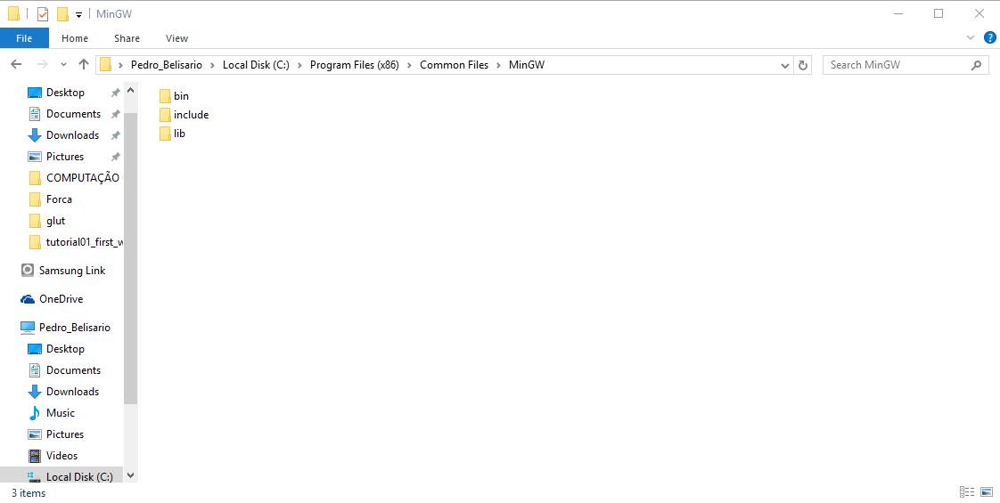 MinGW
File Home Share View
Pedro_Belisario Local Disk (C:) Program Files (x86) Common Files MinGW
Search MinGW
Desktop
Documents
Downloads
Pictures
COMPUTAÇÃO
Forca
glut
tutorial01_first_w
Samsung Link
OneDrive
Pedro_Belisario
Desktop
Documents
Downloads
Music
Pictures
Videos
Local Disk (C:)
bin
include
lib
3 items